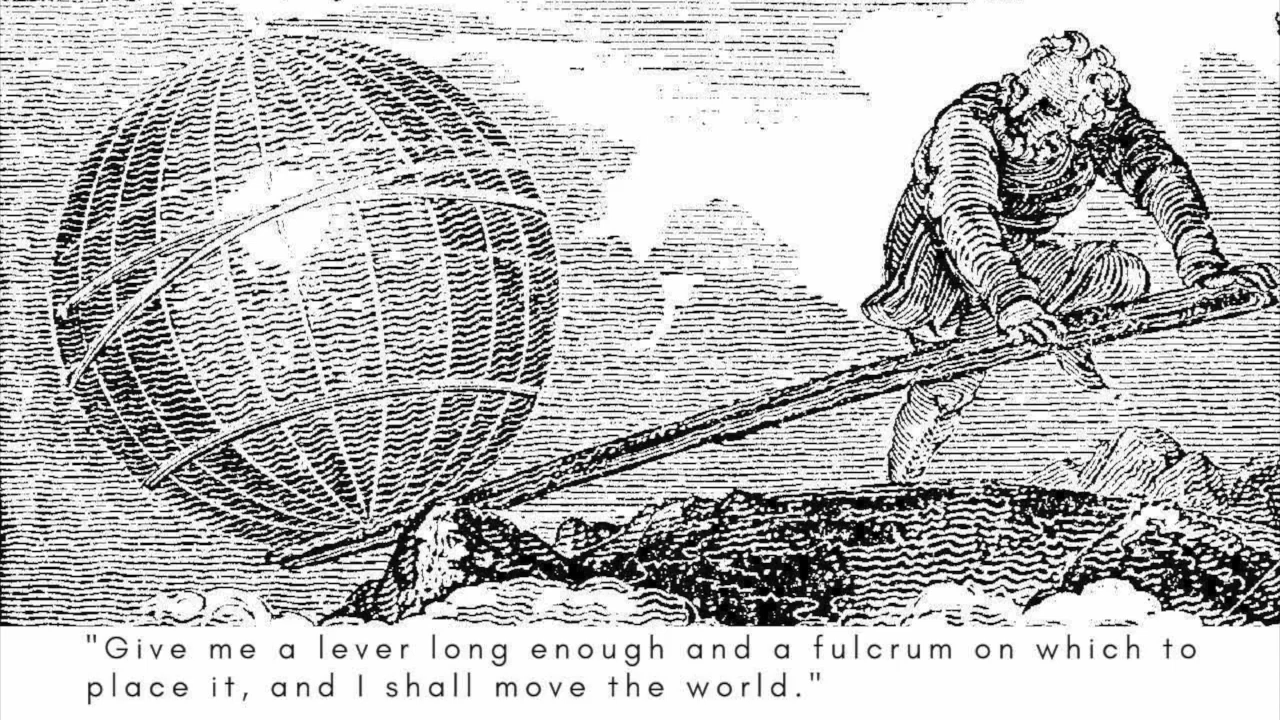 "Give me a lever long enough and a fulcrum on which to
place it, and I shall move the world."